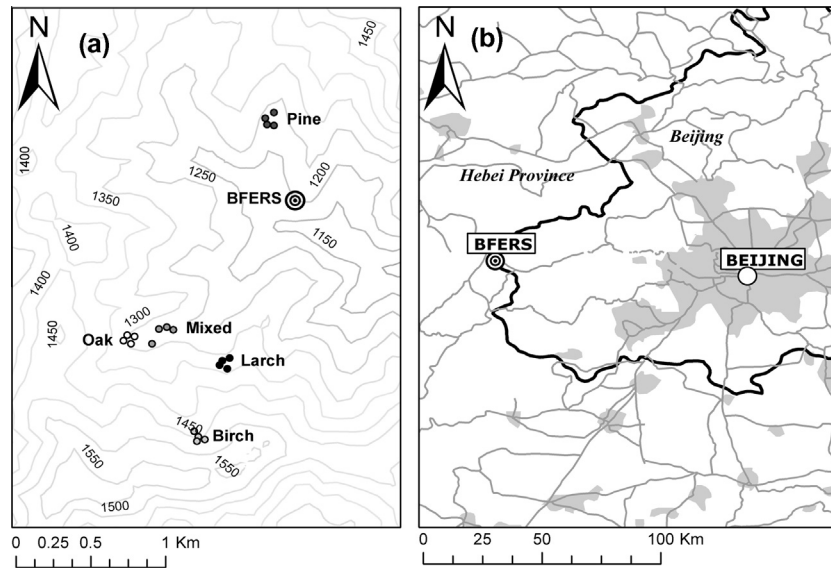 N
(a)
1450
Pine
1400
1250
1200
1350
BFERS
1400
1150
1400
1300
1450
Oak
Mixed
Larch
1450
Birch
1550
1550
1500
0 0.25 0.5 1 Km
N
(b)
Beijing
Hebei Province
BFERS
BEIJING
0 25 50 100 Km